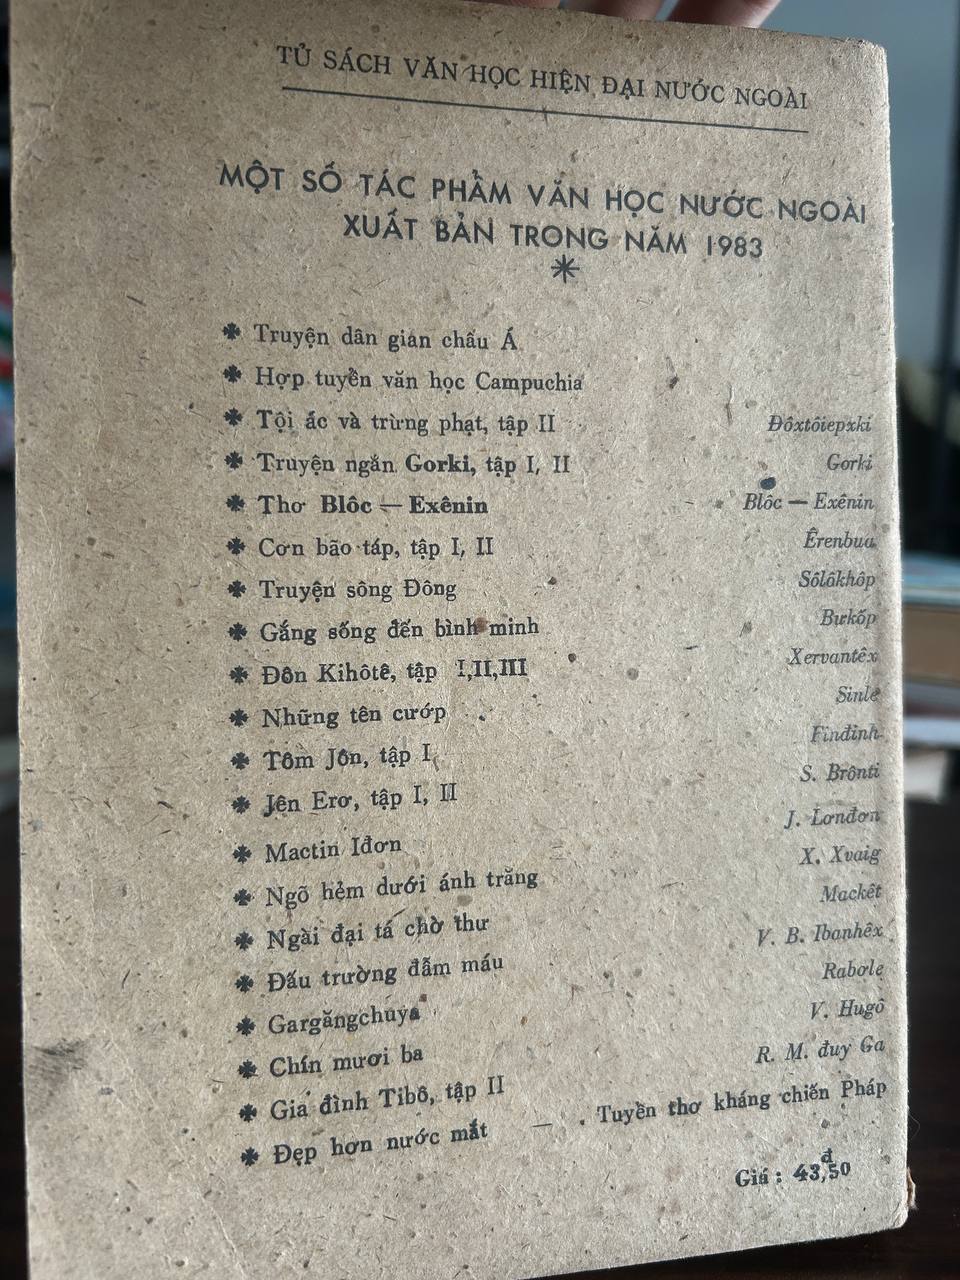 TỦ SÁCH VĂN HỌC HIỆN ĐẠI NƯỚC NGOÀI
MỘT SỐ TÁC PHẨM VĂN HỌC NƯỚC NGOÀI
XUẤT BẢN TRONG NĂM 1983
Truyện dân gian châu Á
Hợp tuyền văn học Campuchia
Tội ác và trừng phạt, tập II Đôxtôiepxki
Truyện ngắn Gorki, tập I, II Gorki
Thơ Blôc — Exênin Blôc — Exênin
Cơn bão táp, tập I, II Êrenbua
Truyện sông Đông Sôlôkhôp
Gắng sống đến bình minh Bưkốp
Đôn Kihôtê, tập I,II,III Xervantêx
Những tên cướp Sinle
Tôm Jôn, tập I Finđinh
Jên Erơ, tập I, II S. Brônti
Mactin Iđơn J. Lơnđơn
Ngõ hẻm dưới ánh trăng X. Xvaig
Ngài đại tá chờ thư Mackêt
Đấu trường đẫm máu V. B. Ibanhêx
Gargăngchuya Rabơle
Chín mươi ba V. Hugô
Gia đình Tibô, tập II R. M. đuy Ga
Đẹp hơn nước mắt — Tuyền thơ kháng chiến Pháp
Giá : 43,đ50